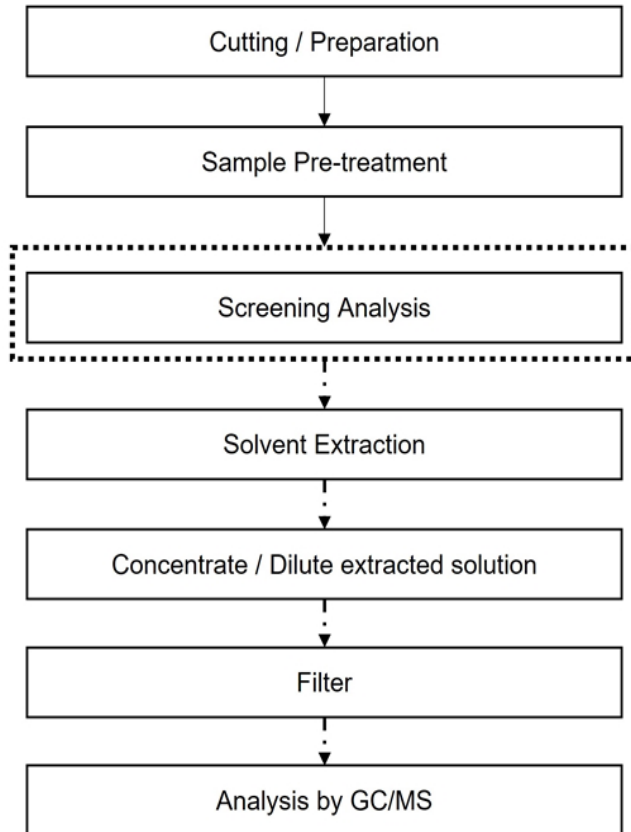 Cutting / Preparation
Sample Pre-treatment
Screening Analysis
Solvent Extraction
Concentrate / Dilute extracted solution
Filter
Analysis by GC/MS